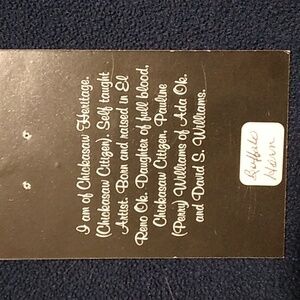 I am of Chickasaw Heritage.
(Chickasaw Citizen). Self taught
Artist. Born and raised in El
Reno Ok. Daughter of full blood,
Chickasaw Citizen, Pauline
(Perry) Williams of Ada Ok.
and David S. Williams.
Buffalo
Horn